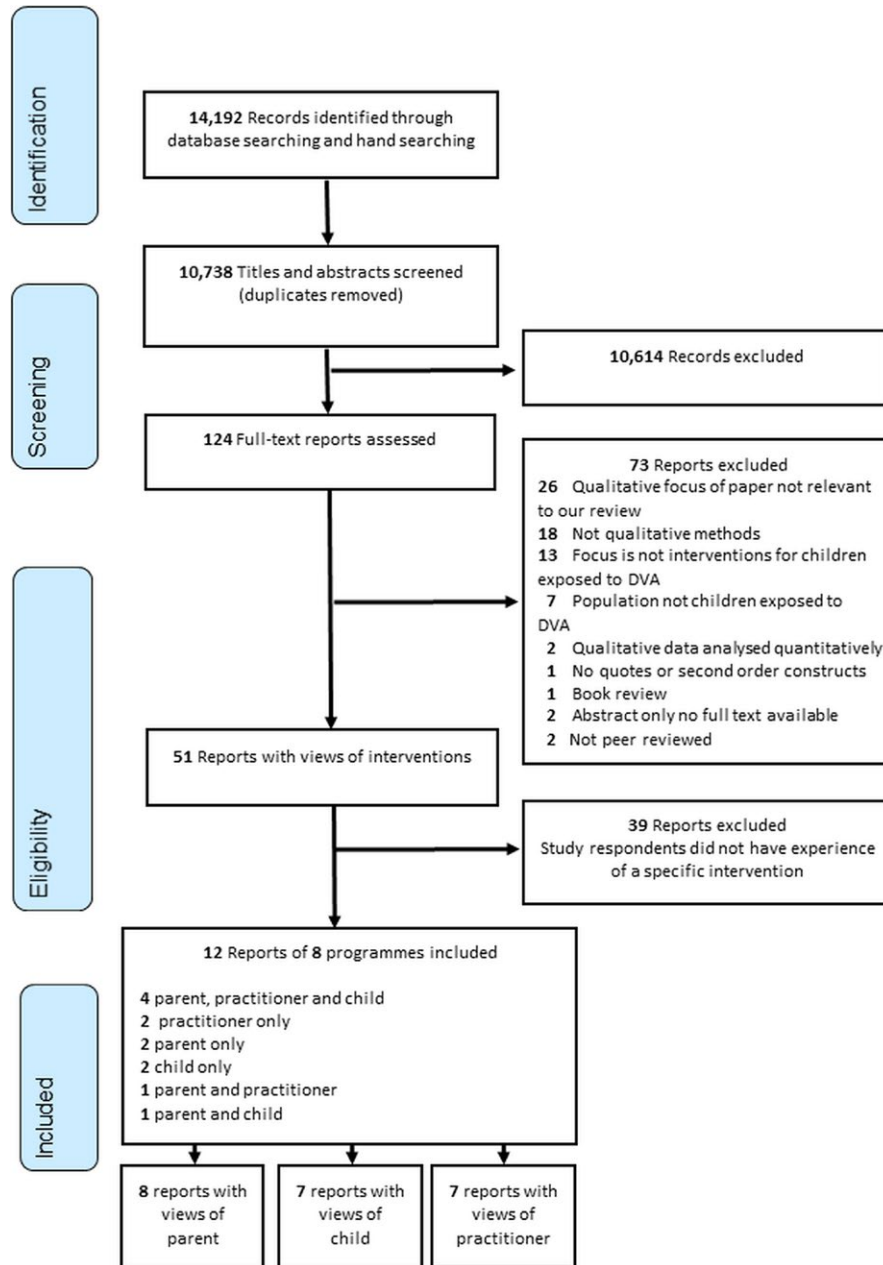 Identification
14,192 Records identified through
database searching and hand searching
10,738 Titles and abstracts screened
(duplicates removed)
Screening
10,614 Records excluded
124 Full-text reports assessed
73 Reports excluded
26 Qualitative focus of paper not relevant
to our review
18 Not qualitative methods
13 Focus is not interventions for children
exposed to DVA
7 Population not children exposed to
DVA
2 Qualitative data analysed quantitatively
1 No quotes or second order constructs
1 Book review
2 Abstract only no full text available
2 Not peer reviewed
Eligibility
51 Reports with views of interventions
39 Reports excluded
Study respondents did not have experience
of a specific intervention
Included
12 Reports of 8 programmes included
4 parent, practitioner and child
2 practitioner only
2 parent only
2 child only
1 parent and practitioner
1 parent and child
8 reports with
views of
parent
7 reports with
views of
child
7 reports with
views of
practitioner